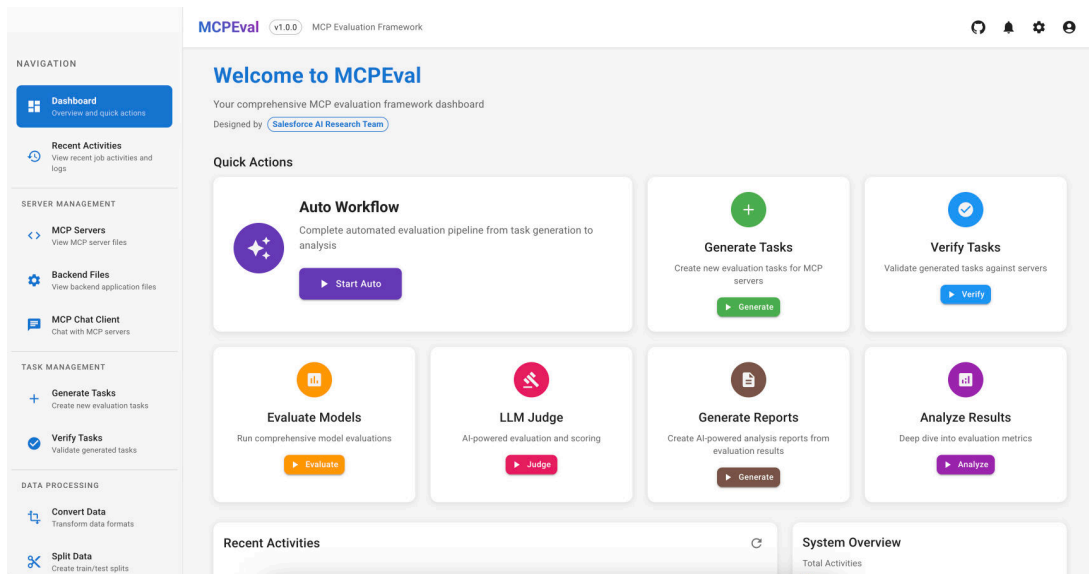 MCPEval v1.0.0 MCP Evaluation Framework
NAVIGATION
Dashboard
Overview and quick actions
Recent Activities
View recent job activities and
logs
SERVER MANAGEMENT
MCP Servers
View MCP server files
Backend Files
View backend application files
MCP Chat Client
Chat with MCP servers
TASK MANAGEMENT
Generate Tasks
Create new evaluation tasks
Verify Tasks
Validate generated tasks
DATA PROCESSING
Convert Data
Transform data formats
Split Data
Create train/test splits
Welcome to MCPEval
Your comprehensive MCP evaluation framework dashboard
Designed by Salesforce AI Research Team
Quick Actions
Auto Workflow
Complete automated evaluation pipeline from task generation to
analysis
Start Auto
Generate Tasks
Create new evaluation tasks for MCP
servers
Generate
Verify Tasks
Validate generated tasks against servers
Verify
Evaluate Models
Run comprehensive model evaluations
Evaluate
LLM Judge
AI-powered evaluation and scoring
Judge
Generate Reports
Create AI-powered analysis reports from
evaluation results
Generate
Analyze Results
Deep dive into evaluation metrics
Analyze
Recent Activities
System Overview
Total Activities